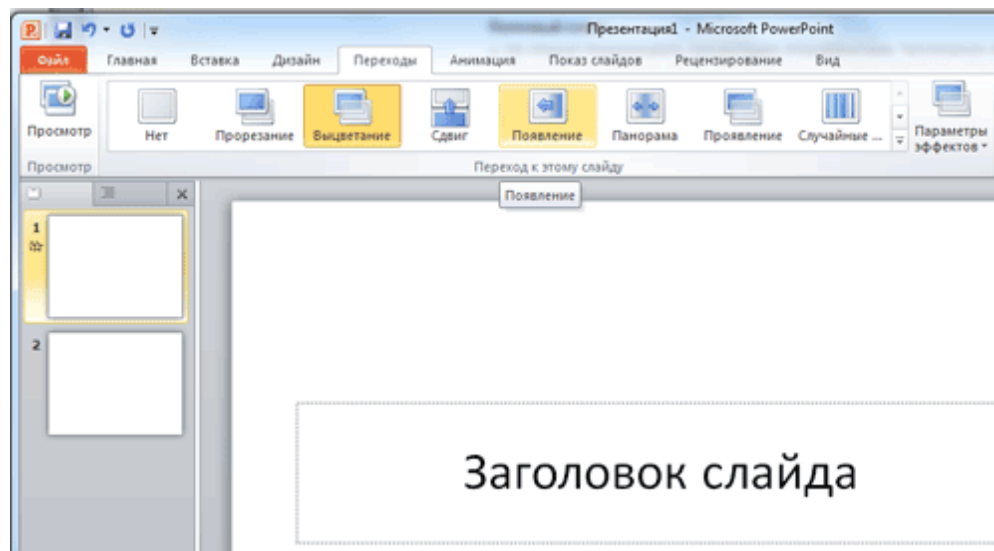 Презентация1 - Microsoft PowerPoint
Файл Главная Вставка Дизайн Переходы Анимация Показ слайдов Рецензирование Вид
Просмотр Нет Прорезание Выцветание Сдвиг Появление Панорама Проявление Случайные ... Параметры
эффектов
Просмотр Переход к этому слайду
Появление
1
2
Заголовок слайда